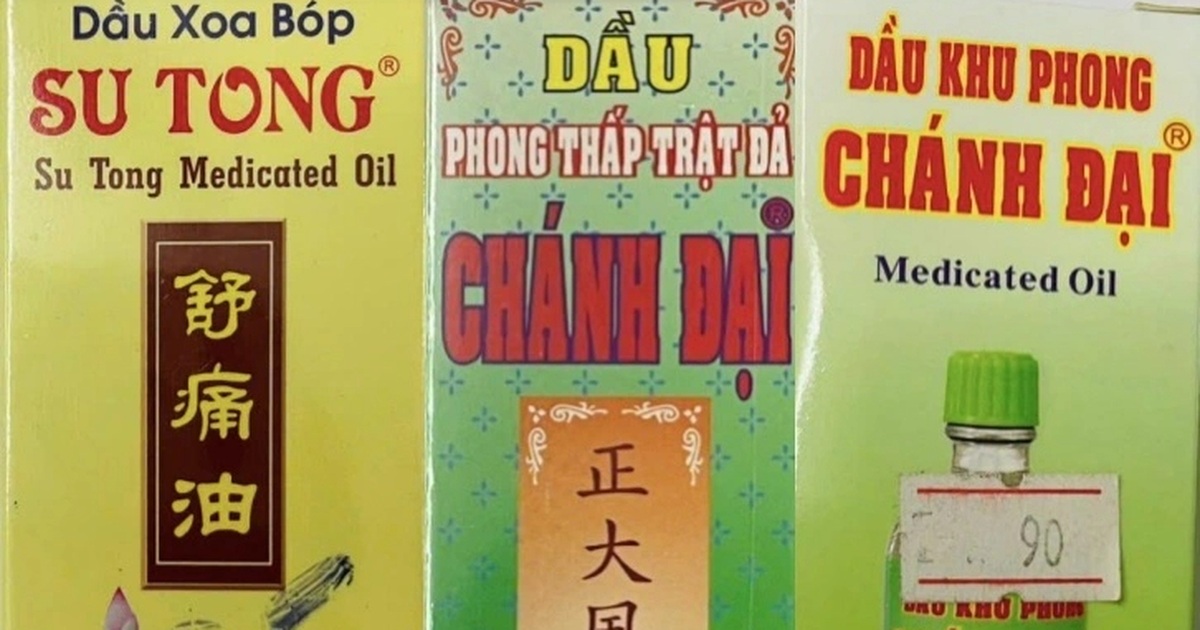 Dầu Xoa Bóp
SU TONG®
Su Tong Medicated Oil
舒
痛
油
DẦU
PHONG THẤP TRẬT ĐẢ
CHÁNH ĐẠI®
正
大
DẦU KHU PHONG
CHÁNH ĐẠI®
Medicated Oil
90
DẦU KHU PHONG